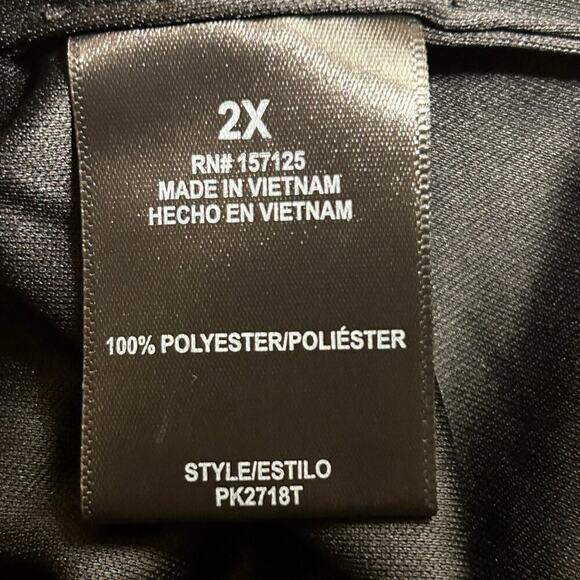 2X
RN# 157125
MADE IN VIETNAM
HECHO EN VIETNAM
100% POLYESTER/POLIÉSTER
STYLE/ESTILO
PK2718T